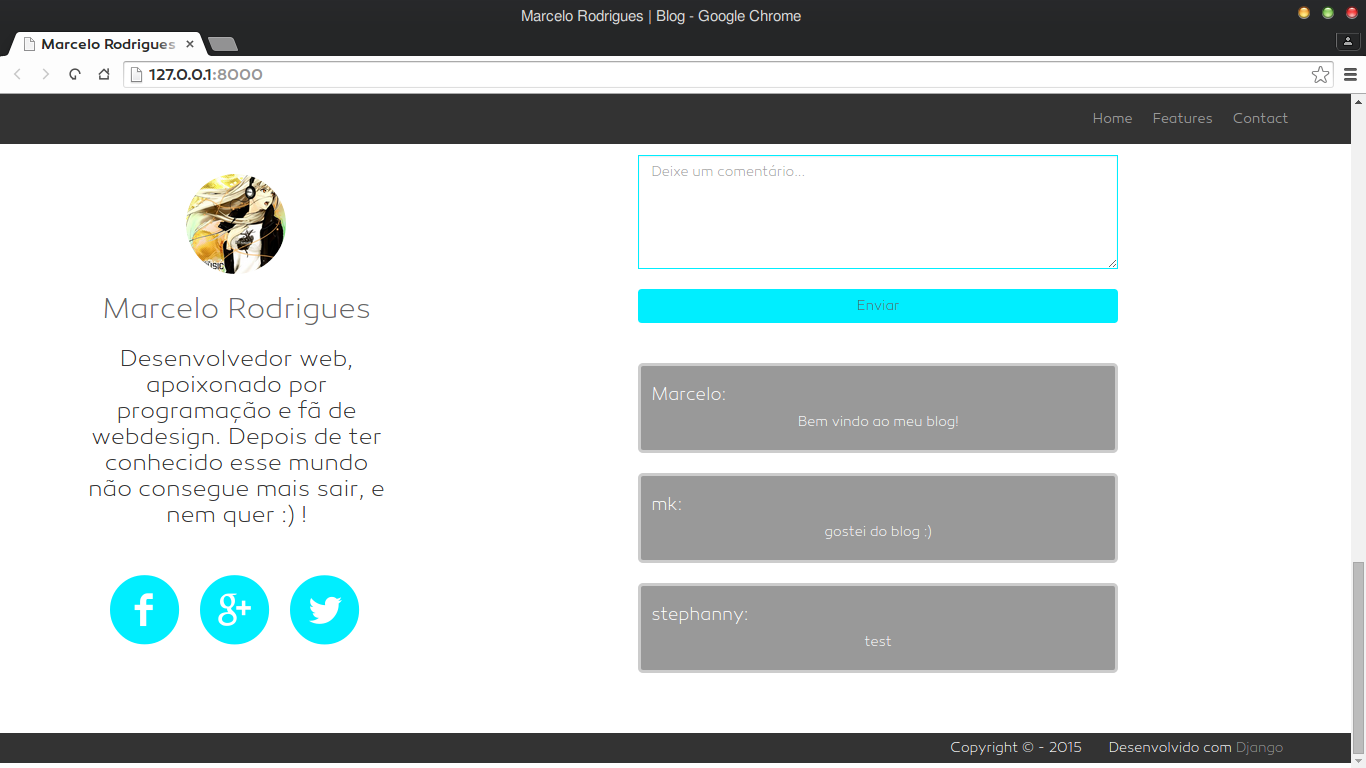 Marcelo Rodrigues | Blog - Google Chrome
Marcelo Rodrigues
127.0.0.1:8000
Home Features Contact
Deixe um comentário...
Enviar
Marcelo Rodrigues
Desenvolvedor web,
apoixonado por
programação e fã de
webdesign. Depois de ter
conhecido esse mundo
não consegue mais sair, e
nem quer :) !
f g+
Marcelo:
Bem vindo ao meu blog!
mk:
gostei do blog :)
stephanny:
test
Copyright © - 2015 Desenvolvido com Django